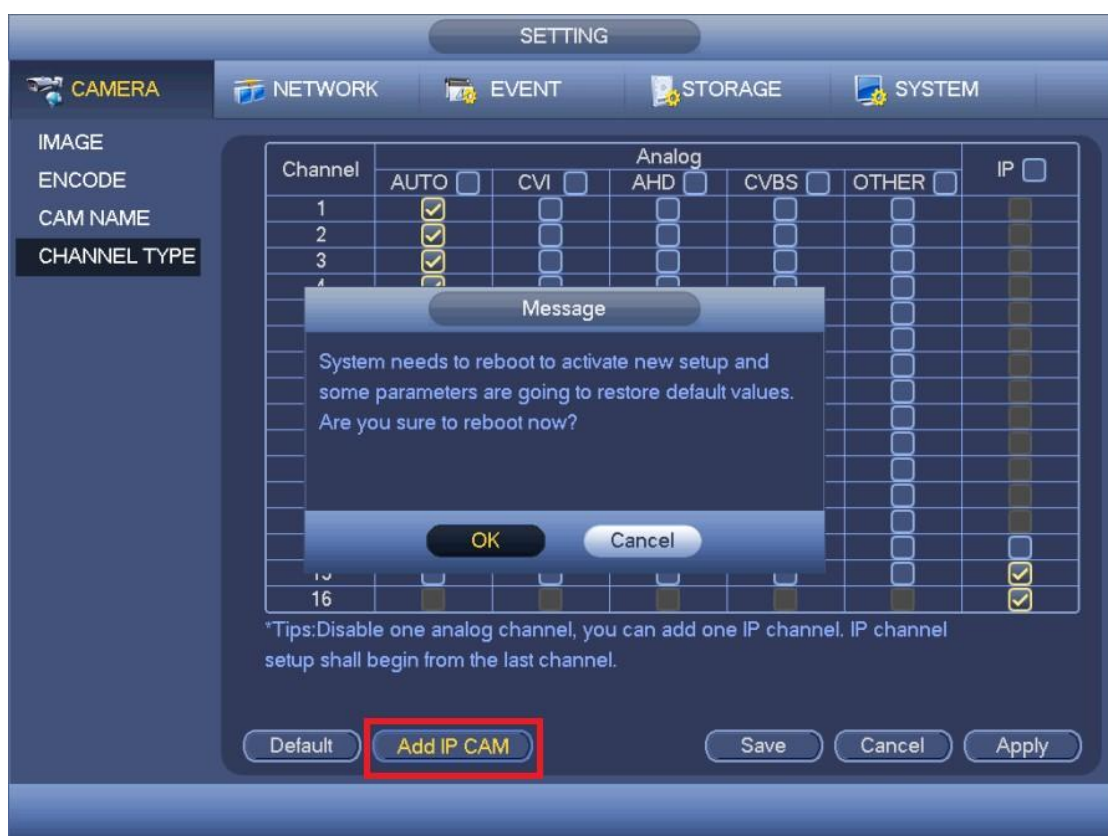 SETTING
CAMERA NETWORK EVENT STORAGE SYSTEM
IMAGE
ENCODE
CAM NAME
CHANNEL TYPE
Channel Analog IP
AUTO CVI AHD CVBS OTHER
1
2
3
Message
System needs to reboot to activate new setup and
some parameters are going to restore default values.
Are you sure to reboot now?
OK Cancel
16
*Tips:Disable one analog channel, you can add one IP channel. IP channel
setup shall begin from the last channel.
Default Add IP CAM Save Cancel Apply